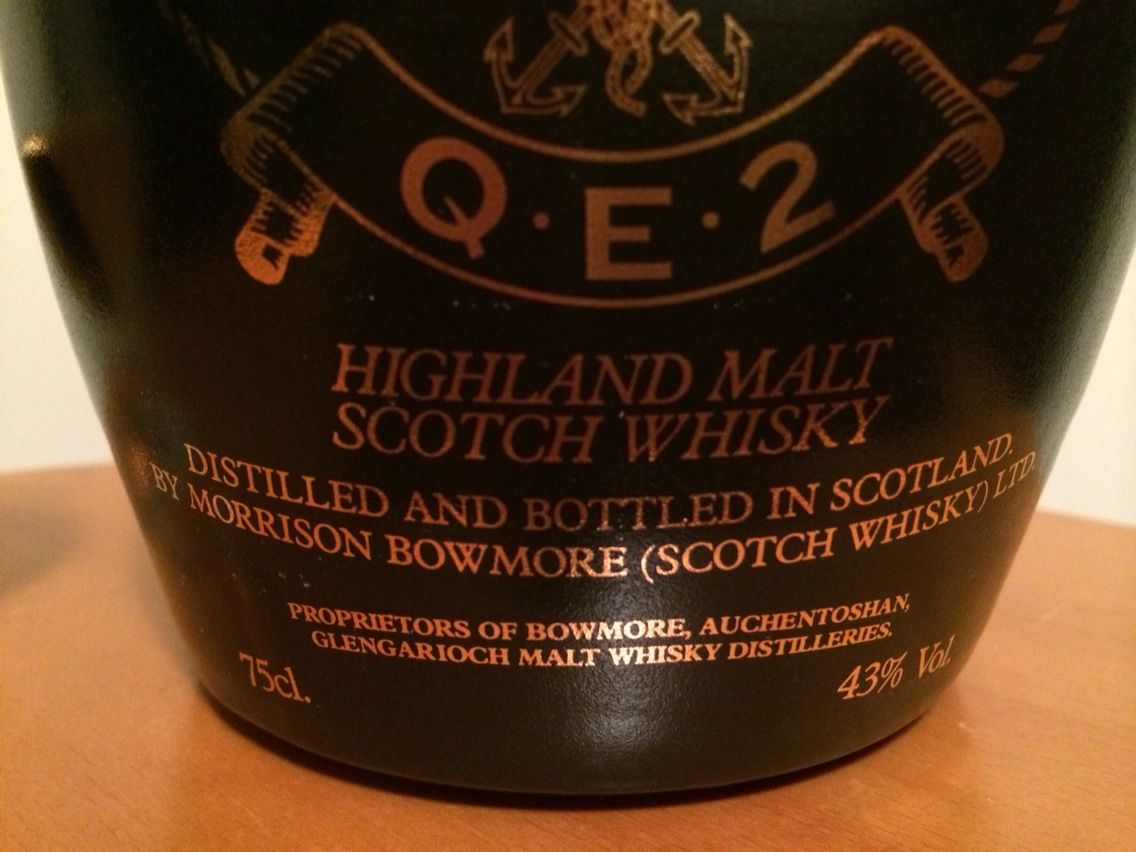 Q·E·2
HIGHLAND MALT
SCOTCH WHISKY
DISTILLED AND BOTTLED IN SCOTLAND.
BY MORRISON BOWMORE (SCOTCH WHISKY) LTD.
PROPRIETORS OF BOWMORE, AUCHENTOSHAN,
GLENGARIOCH MALT WHISKY DISTILLERIES.
75cl.
43% Vol.